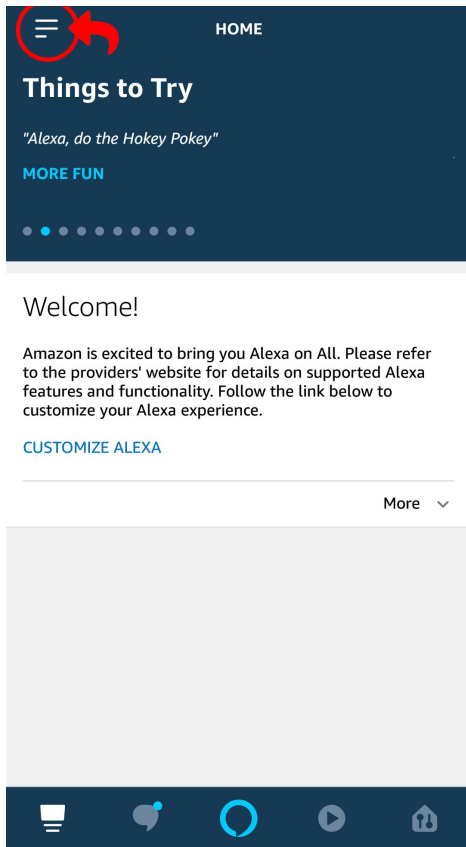 HOME
Things to Try
"Alexa, do the Hokey Pokey"
MORE FUN
Welcome!
Amazon is excited to bring you Alexa on All. Please refer
to the providers' website for details on supported Alexa
features and functionality. Follow the link below to
customize your Alexa experience.
CUSTOMIZE ALEXA
More